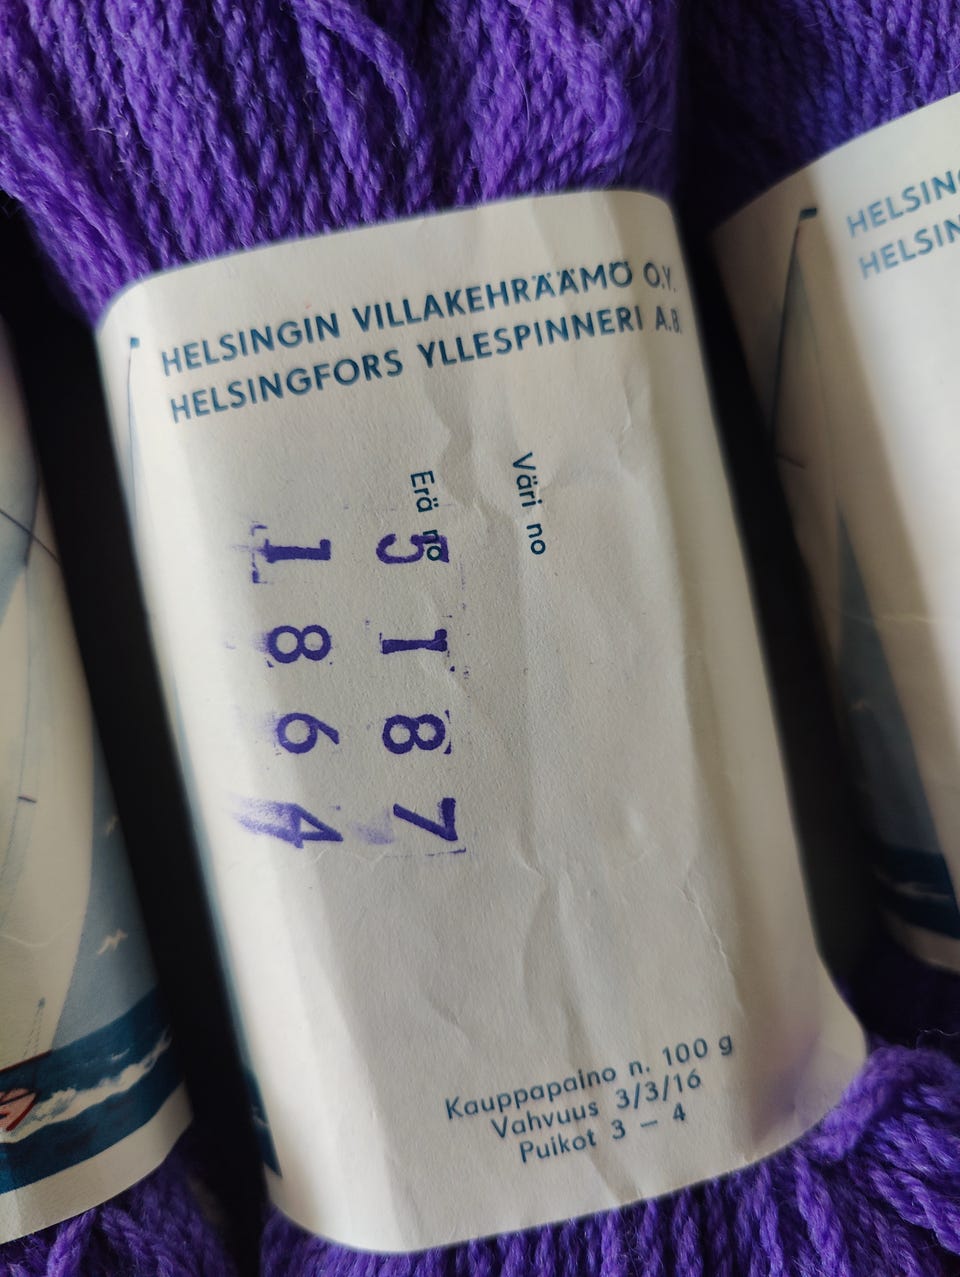 HELSINGIN VILLAKEHRÄÄMÖ O.Y.
HELSINGFORS YLLESPINNERI A.B.
Väri no
Erä no
5187
1864
Kauppapaino n. 100 g
Vahvuus 3/3/16
Puikot 3 – 4
HELSING
HELSIN